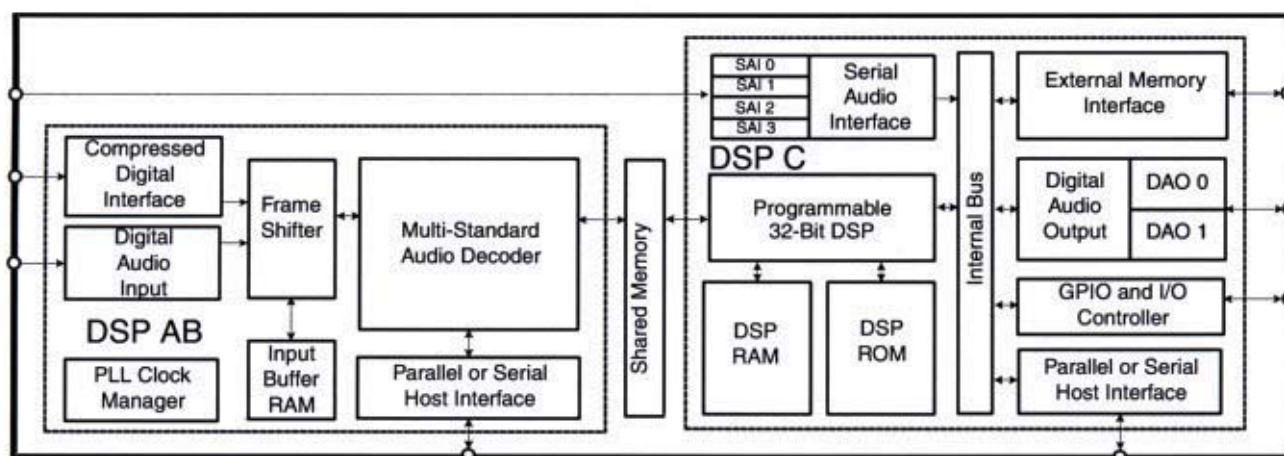 SAI 0
SAI 1
SAI 2
SAI 3
Serial
Audio
Interface
External Memory
Interface
Compressed
Digital
Interface
Digital
Audio
Input
Frame
Shifter
Multi-Standard
Audio Decoder
DSP AB
PLL Clock
Manager
Input
Buffer
RAM
Parallel or Serial
Host Interface
Shared Memory
DSP C
Programmable
32-Bit DSP
DSP
RAM
DSP
ROM
Internal Bus
Digital
Audio
Output
DAO 0
DAO 1
GPIO and I/O
Controller
Parallel or Serial
Host Interface